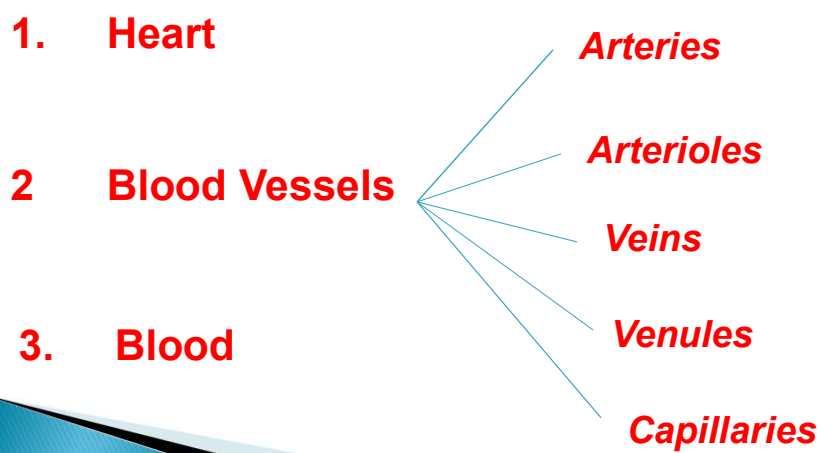 1. Heart
Arteries
Arterioles
2 Blood Vessels
Veins
Venules
3. Blood
Capillaries